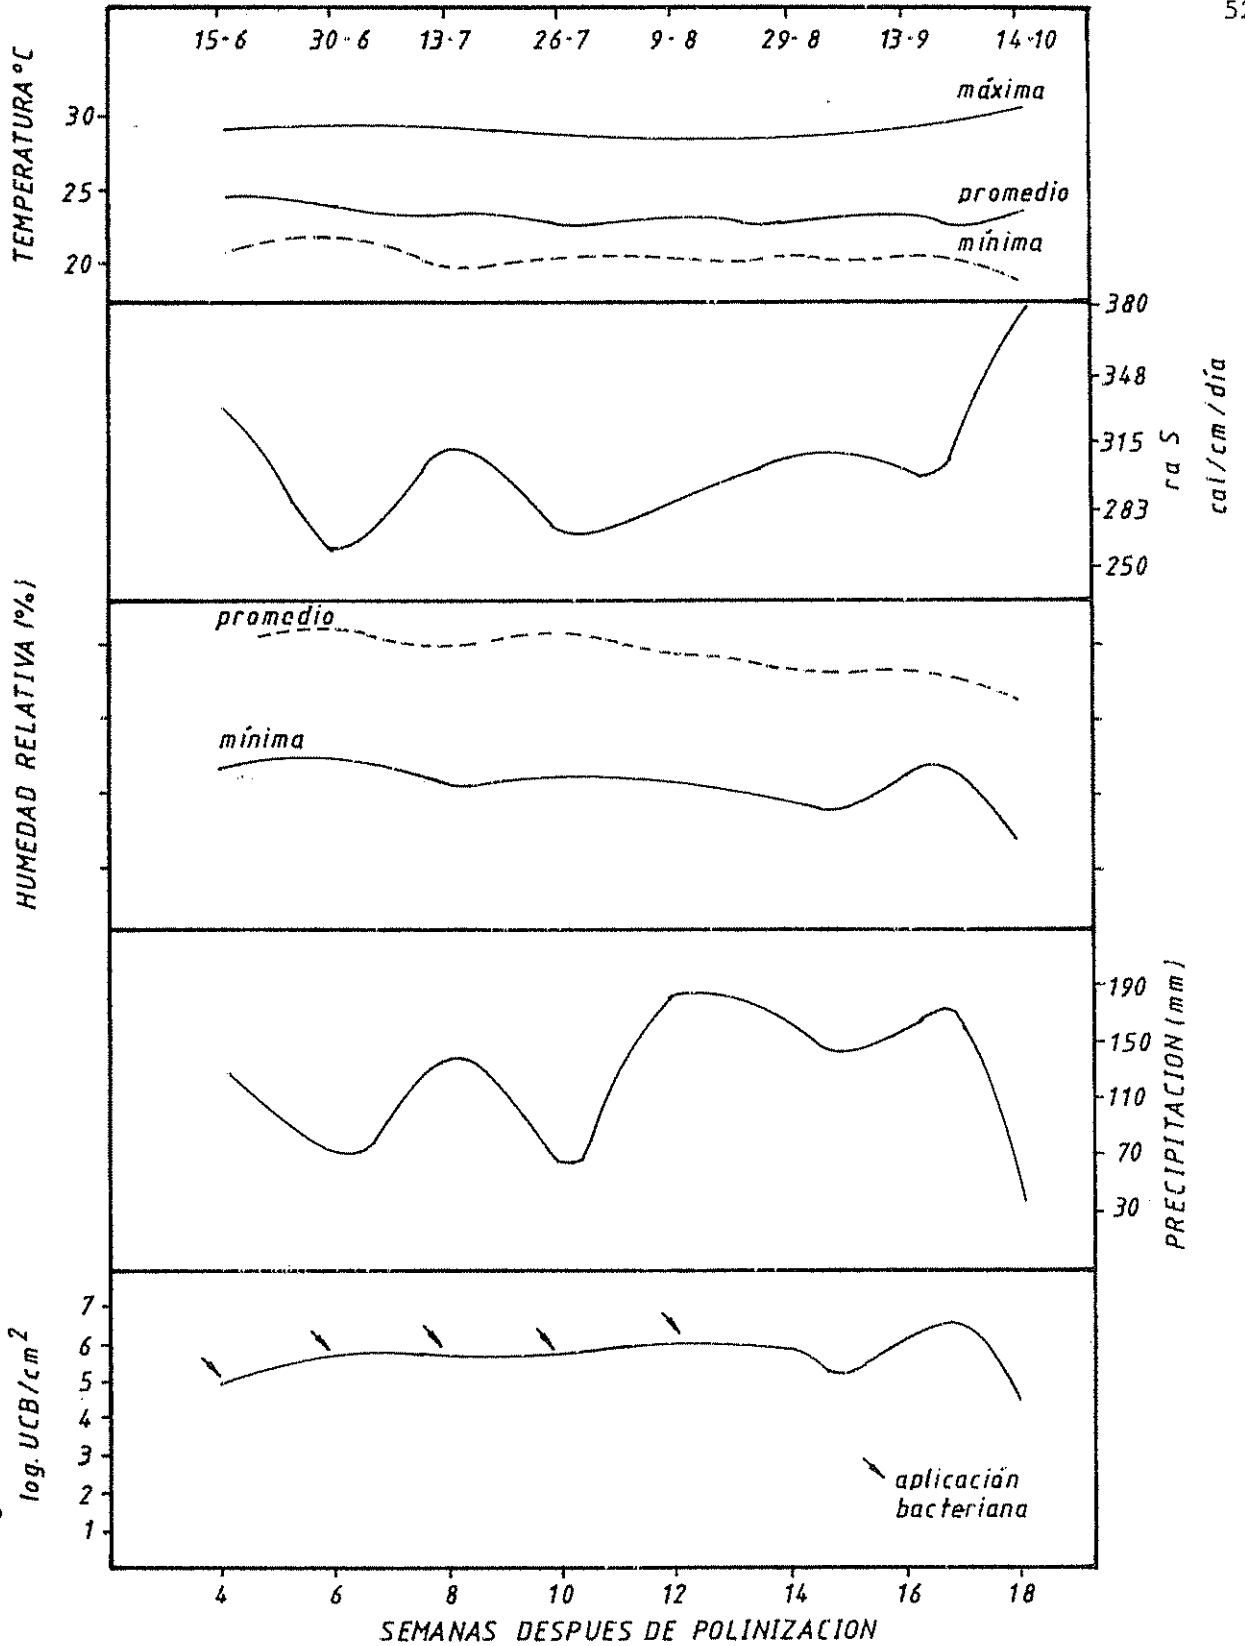 52
15-6 30-6 13-7 26-7 9-8 29-8 13-9 14-10
TEMPERATURA °C
30
25
20
máxima
promedio
mínima
380
348
315
283
250
ra S
cal/cm/día
HUMEDAD RELATIVA (%)
promedio
mínima
190
150
110
70
30
PRECIPITACION (mm)
log. UCB/cm²
7
6
5
4
3
2
1
aplicación
bacteriana
4 6 8 10 12 14 16 18
SEMANAS DESPUES DE POLINIZACION